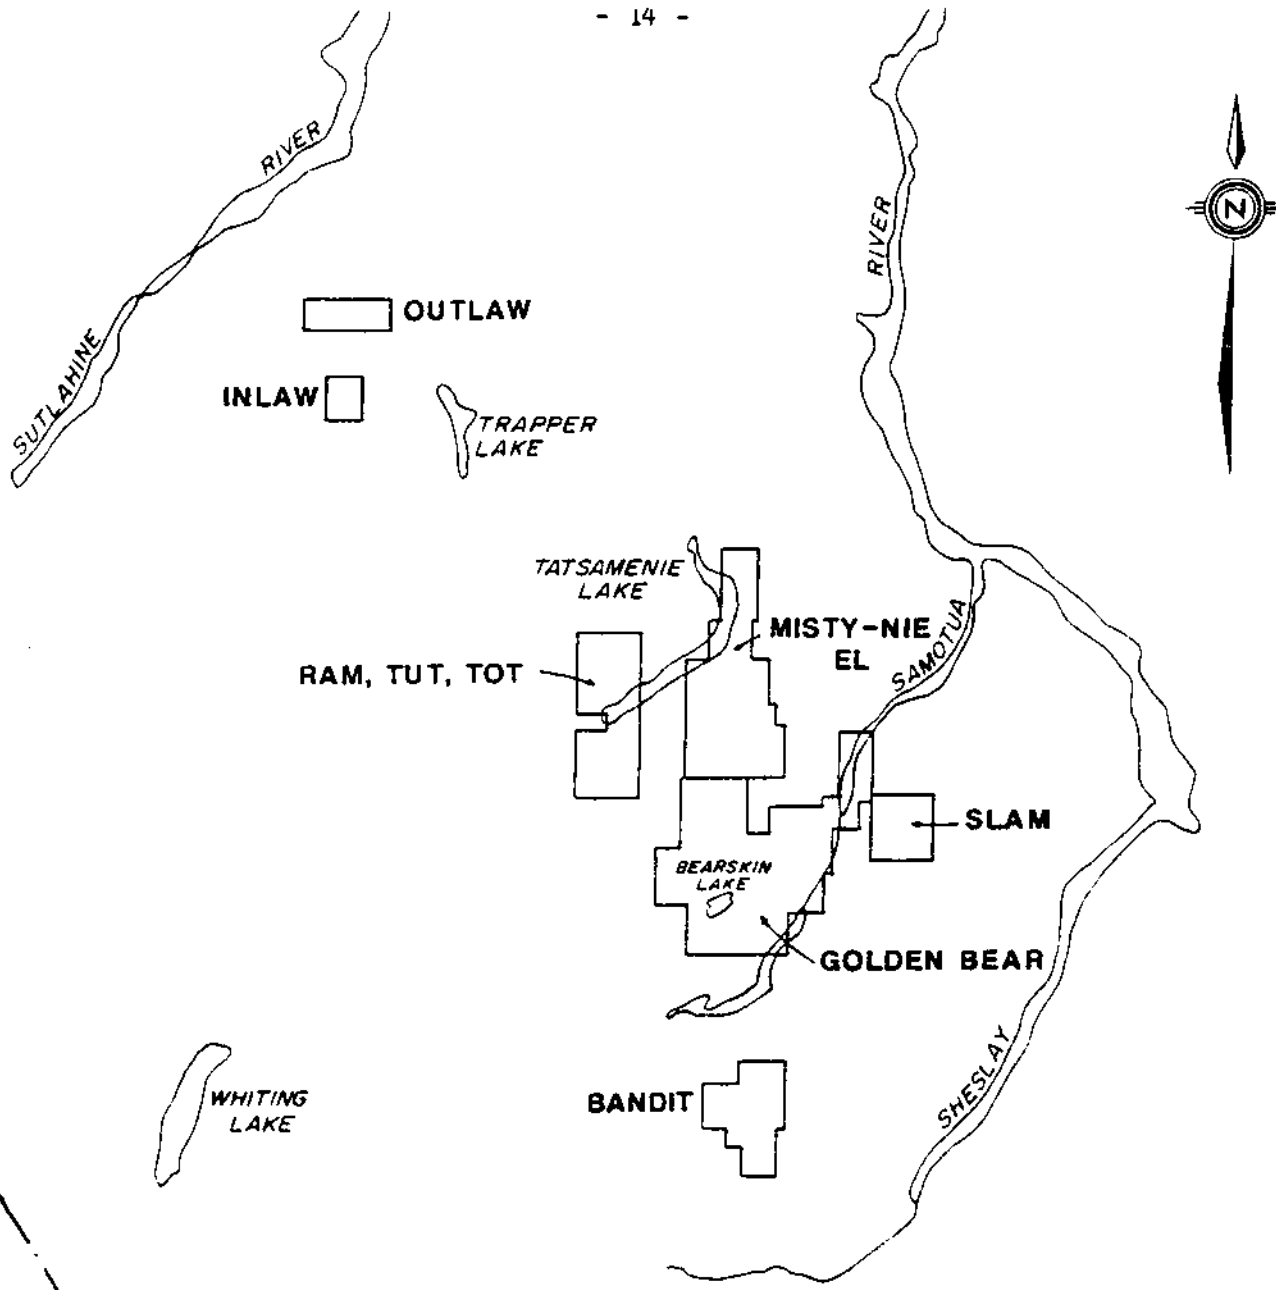 - 14 -
RIVER
RIVER
N
OUTLAW
SUTLAHINE
INLAW
TRAPPER
LAKE
TATSAMENIE
LAKE
MISTY-NIE
EL
SAMOTUA
RAM, TUT, TOT
SLAM
BEARSKIN
LAKE
GOLDEN BEAR
SHESLAY
WHITING
LAKE
BANDIT